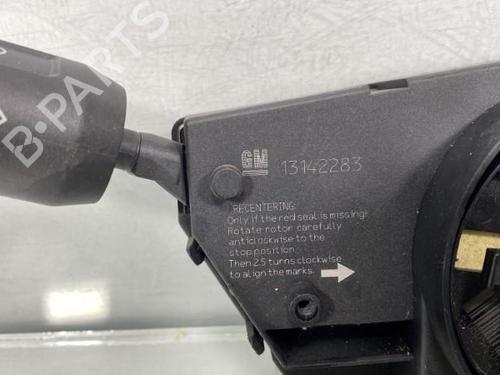 B-PARTS
GM 13142283
RECENTERING:
Only if the red seal is missing!
Rotate rotor carefully
anticlockwise to the
stop position.
Then 2.5 turns clockwise
to align the marks.